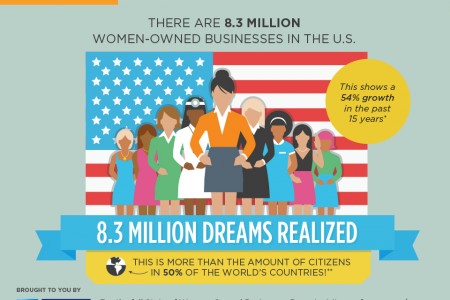 THERE ARE 8.3 MILLION
WOMEN-OWNED BUSINESSES IN THE U.S.
This shows a
54% growth
in the past
15 years*
8.3 MILLION DREAMS REALIZED
THIS IS MORE THAN THE AMOUNT OF CITIZENS
IN 50% OF THE WORLD'S COUNTRIES!**
BROUGHT TO YOU BY